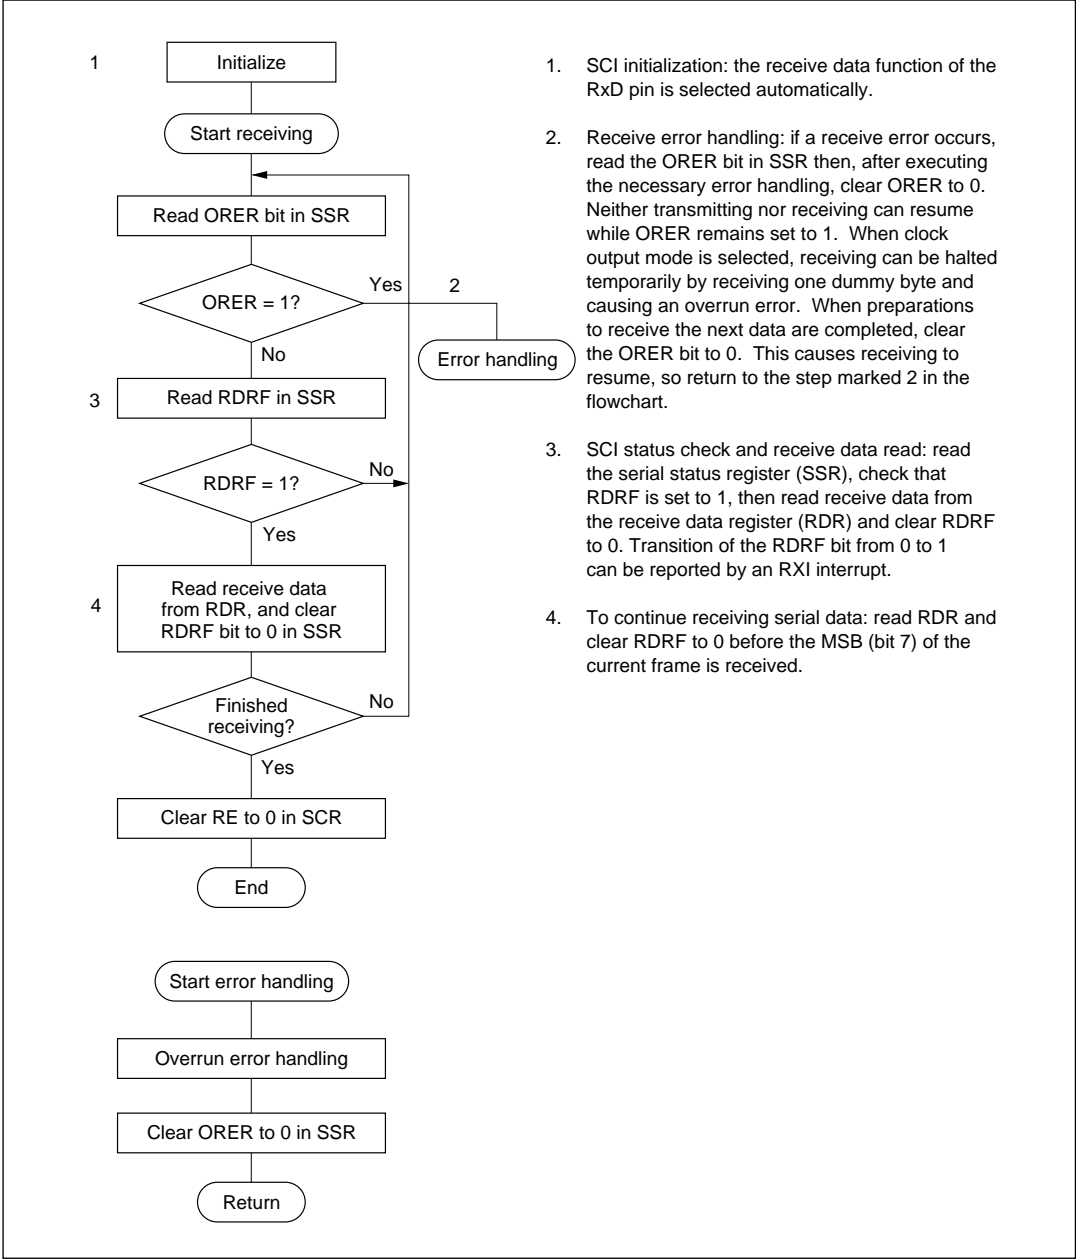 1
Initialize
Start receiving
Read ORER bit in SSR
ORER = 1?
Yes
2
Error handling
No
3
Read RDRF in SSR
RDRF = 1?
No
Yes
4
Read receive data
from RDR, and clear
RDRF bit to 0 in SSR
Finished
receiving?
No
Yes
Clear RE to 0 in SCR
End
Start error handling
Overrun error handling
Clear ORER to 0 in SSR
Return
1. SCI initialization: the receive data function of the
RxD pin is selected automatically.
2. Receive error handling: if a receive error occurs,
read the ORER bit in SSR then, after executing
the necessary error handling, clear ORER to 0.
Neither transmitting nor receiving can resume
while ORER remains set to 1. When clock
output mode is selected, receiving can be halted
temporarily by receiving one dummy byte and
causing an overrun error. When preparations
to receive the next data are completed, clear
the ORER bit to 0. This causes receiving to
resume, so return to the step marked 2 in the
flowchart.
3. SCI status check and receive data read: read
the serial status register (SSR), check that
RDRF is set to 1, then read receive data from
the receive data register (RDR) and clear RDRF
to 0. Transition of the RDRF bit from 0 to 1
can be reported by an RXI interrupt.
4. To continue receiving serial data: read RDR and
clear RDRF to 0 before the MSB (bit 7) of the
current frame is received.